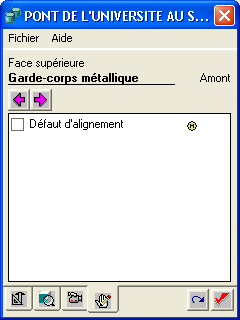 PONT DE L'UNIVERSITE AU S...
Fichier Aide
Face supérieure
Garde-corps métallique Amont
Défaut d'alignement